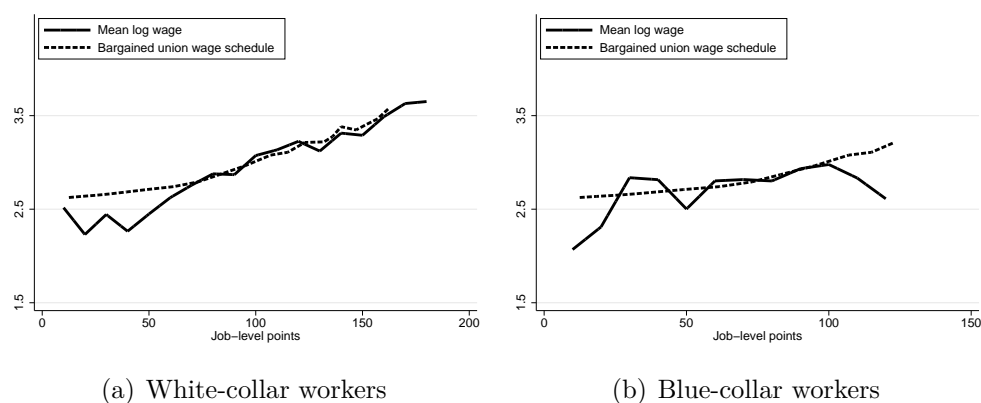 Mean log wage
Bargained union wage schedule
3.5
2.5
1.5
0 50 100 150 200
Job−level points
(a) White-collar workers
Mean log wage
Bargained union wage schedule
3.5
2.5
1.5
0 50 100 150
Job−level points
(b) Blue-collar workers